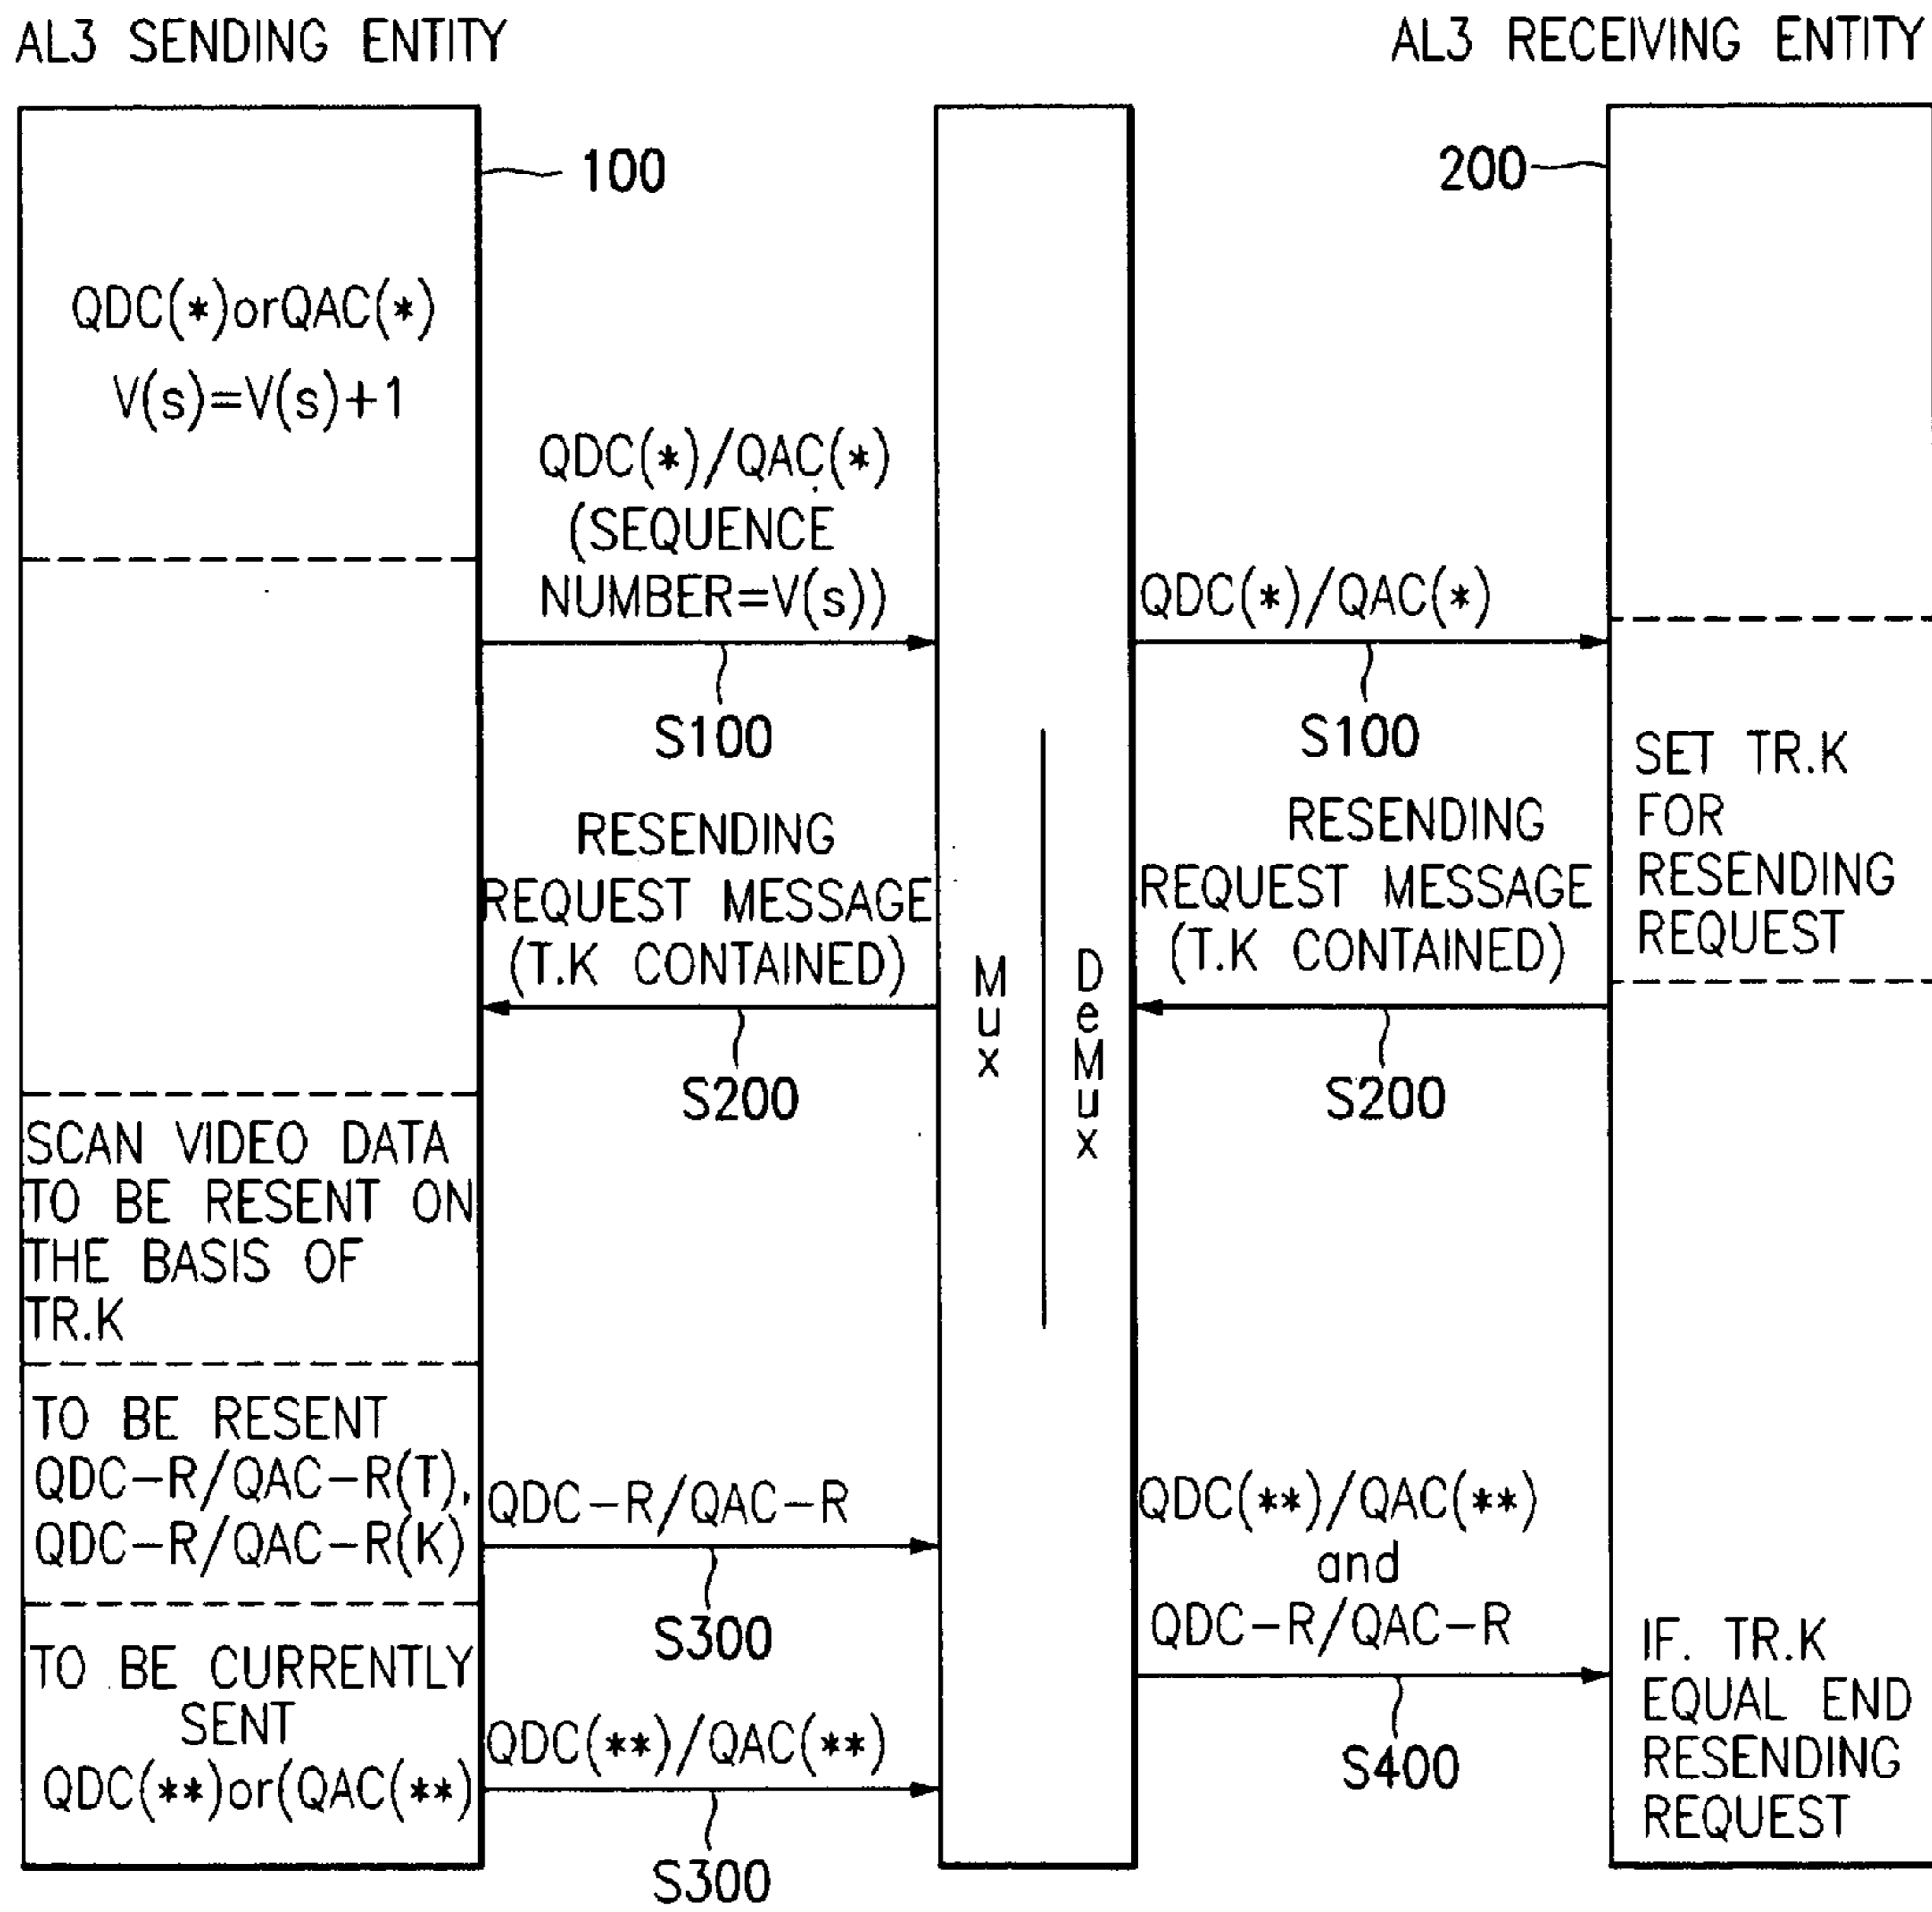 AL3 SENDING ENTITY
AL3 RECEIVING ENTITY
100
200
QDC(*)orQAC(*)
V(s)=V(s)+1
QDC(*)/QAC(*)
(SEQUENCE
NUMBER=V(s))
QDC(*)/QAC(*)
S100
S100
SET TR.K
FOR
RESENDING
REQUEST
RESENDING
REQUEST MESSAGE
(T.K CONTAINED)
RESENDING
REQUEST MESSAGE
(T.K CONTAINED)
Mux
DeMux
S200
S200
SCAN VIDEO DATA
TO BE RESENT ON
THE BASIS OF
TR.K
TO BE RESENT
QDC-R/QAC-R(T),
QDC-R/QAC-R(K)
QDC-R/QAC-R
S300
QDC(**)/QAC(**)
and
QDC-R/QAC-R
S400
TO BE CURRENTLY
SENT
QDC(**)or(QAC(**)
QDC(**)/QAC(**)
S300
IF. TR.K
EQUAL END
RESENDING
REQUEST